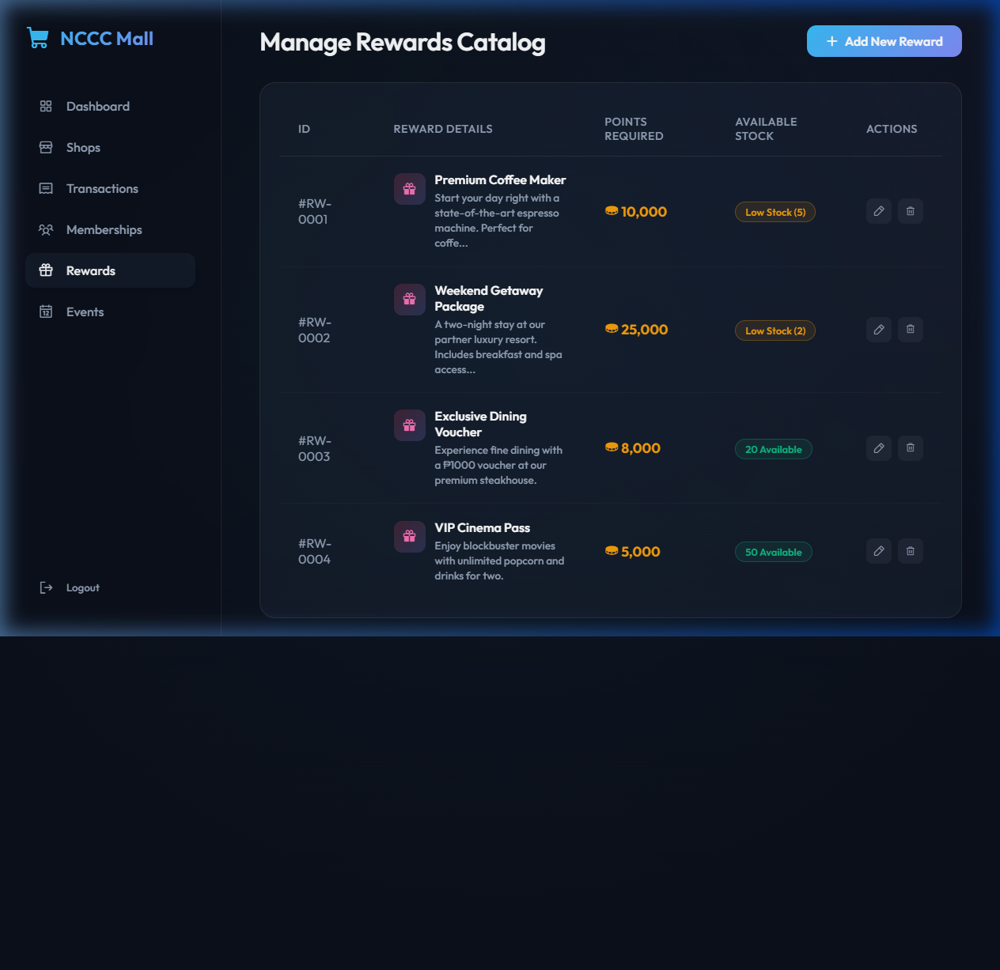 NCCC Mall
Manage Rewards Catalog
Add New Reward
Dashboard
Shops
Transactions
Memberships
Rewards
12
Events
Logout
ID
REWARD DETAILS
POINTS
REQUIRED
AVAILABLE
STOCK
ACTIONS
#RW-
0001
Premium Coffee Maker
Start your day right with a
state-of-the-art espresso
machine. Perfect for
coffe...
10,000
Low Stock (5)
#RW-
0002
Weekend Getaway
Package
A two-night stay at our
partner luxury resort.
Includes breakfast and spa
access...
25,000
Low Stock (2)
#RW-
0003
Exclusive Dining
Voucher
Experience fine dining with
a ₱1000 voucher at our
premium steakhouse.
8,000
20 Available
#RW-
0004
VIP Cinema Pass
Enjoy blockbuster movies
with unlimited popcorn and
drinks for two.
5,000
50 Available